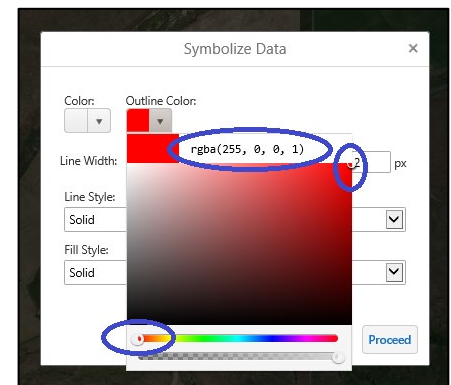 Symbolize Data ×
Color: Outline Color:
rgba(255, 0, 0, 1)
Line Width: 2 px
Line Style:
Solid
Fill Style:
Solid
Proceed